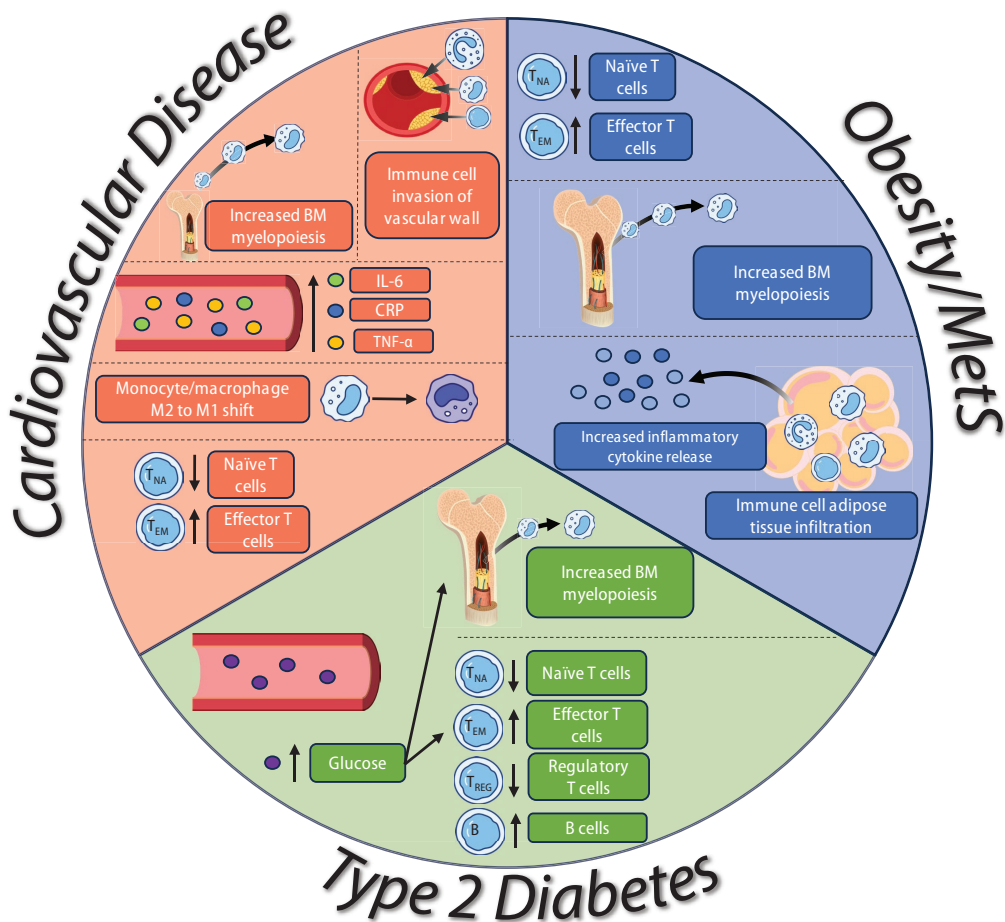 Cardiovascular Disease
Immune cell
invasion of
vascular wall
Increased BM
myelopoiesis
IL-6
CRP
TNF-α
Monocyte/macrophage
M2 to M1 shift
TNA
Naïve T
cells
TEM
Effector T
cells
Obesity/MetS
TNA
Naïve T
cells
TEM
Effector T
cells
Increased BM
myelopoiesis
Increased inflammatory
cytokine release
Immune cell adipose
tissue infiltration
Increased BM
myelopoiesis
Glucose
TNA
Naïve T cells
TEM
Effector T
cells
TREG
Regulatory
T cells
B
B cells
Type 2 Diabetes